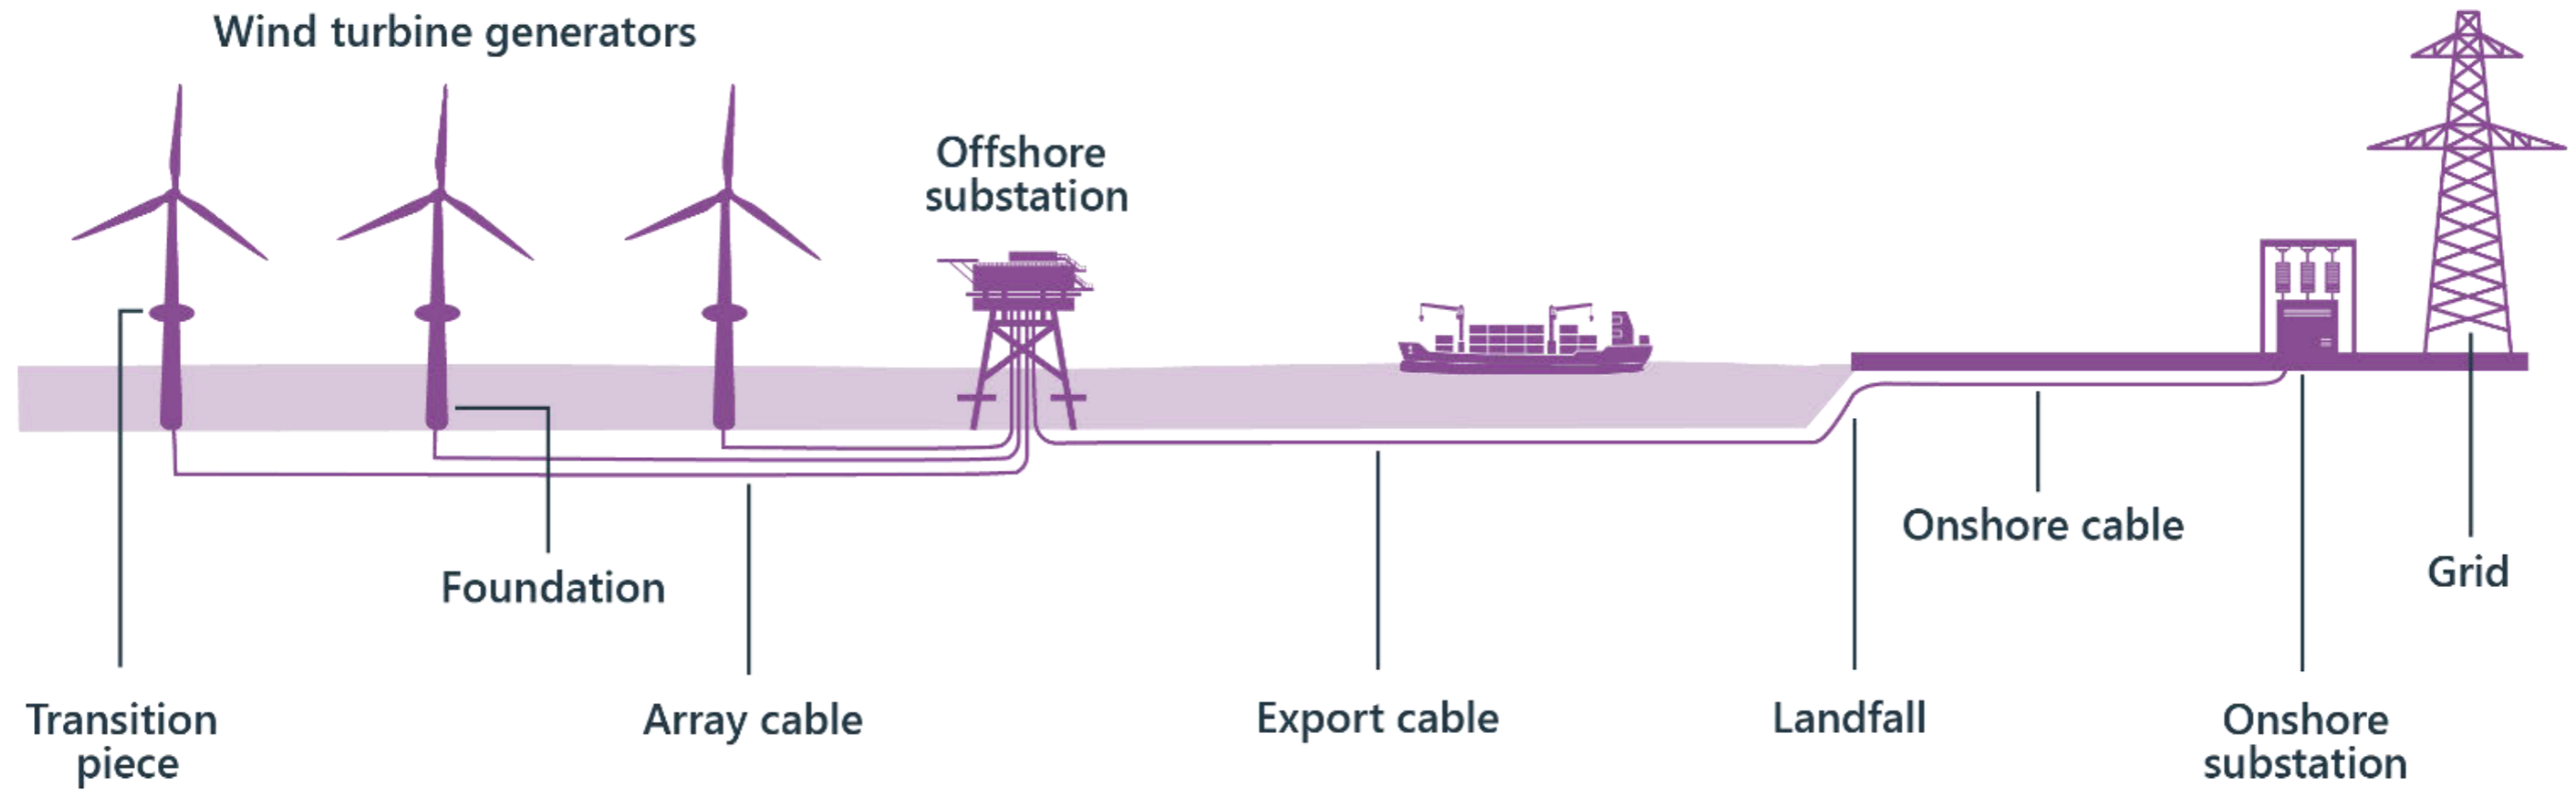 Wind turbine generators
Offshore
substation
Onshore cable
Grid
Foundation
Transition
piece
Array cable
Export cable
Landfall
Onshore
substation